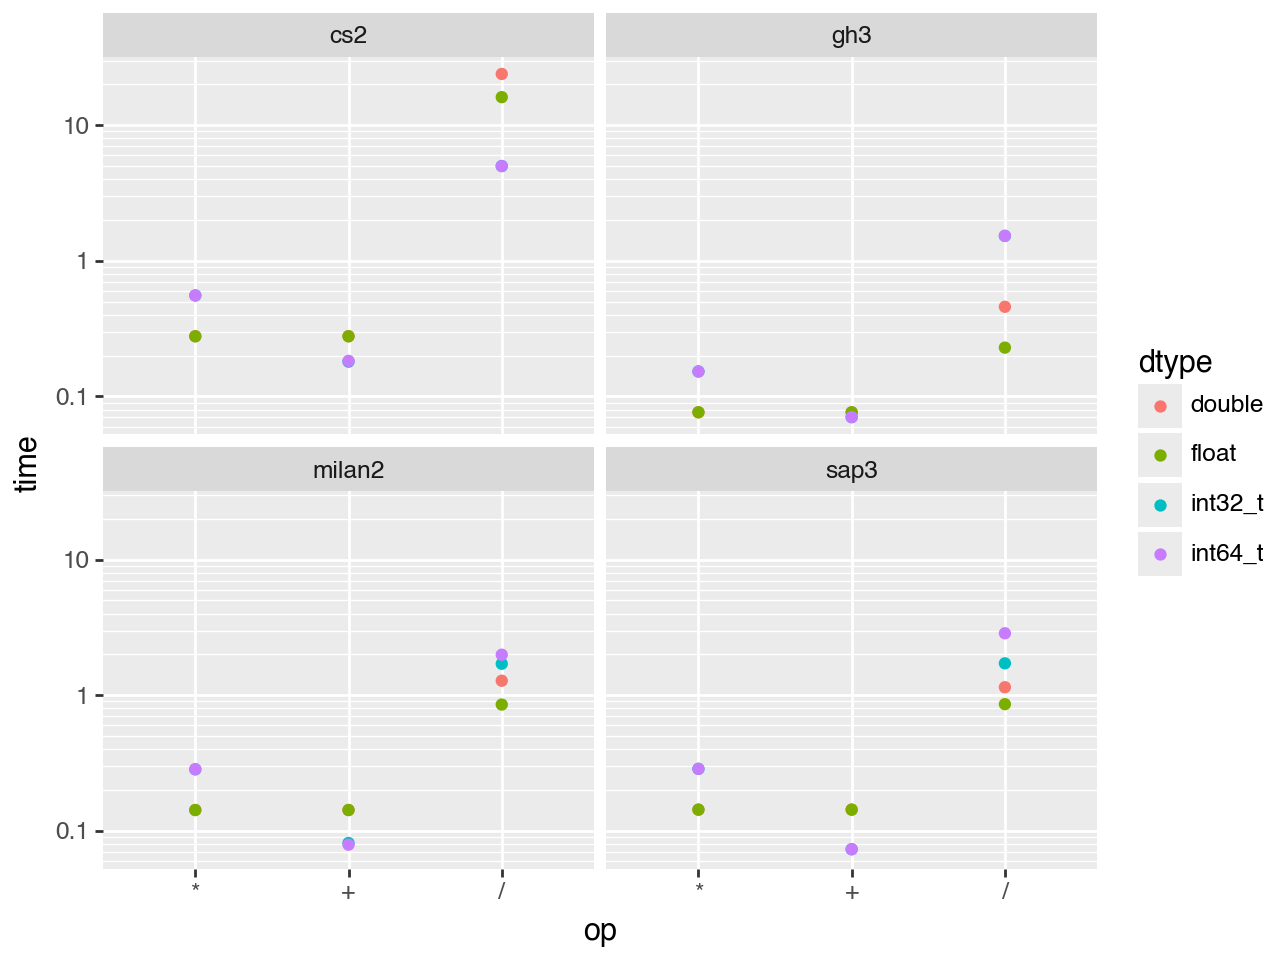 cs2
gh3
10
1
0.1
time
milan2
sap3
10
1
0.1
* + /
* + /
op
dtype
double
float
int32_t
int64_t